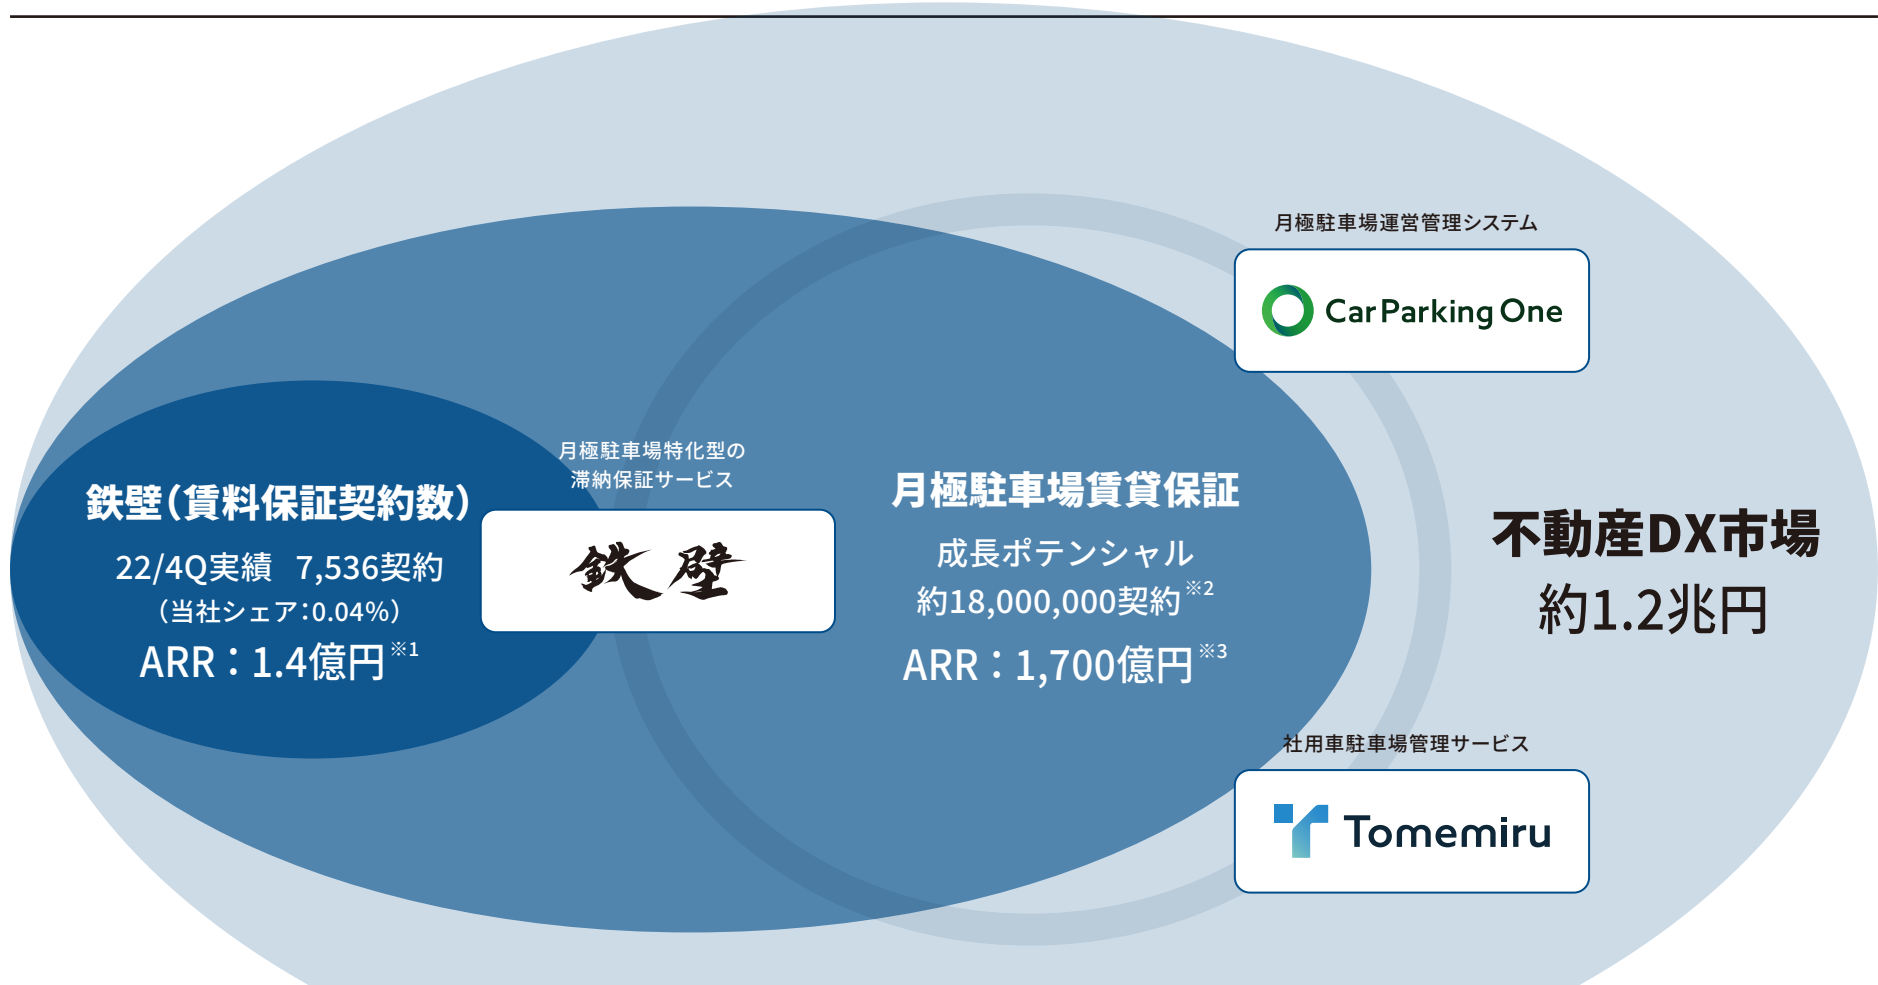 鉄壁（賃料保証契約数）
22/4Q実績 7,536契約
（当社シェア：0.04%）
ARR：1.4億円※1
月極駐車場特化型の
滞納保証サービス
鉄壁
月極駐車場賃貸保証
成長ポテンシャル
約18,000,000契約※2
ARR：1,700億円※3
月極駐車場運営管理システム
CarParking One
不動産DX市場
約1.2兆円
社用車駐車場管理サービス
Tomemiru